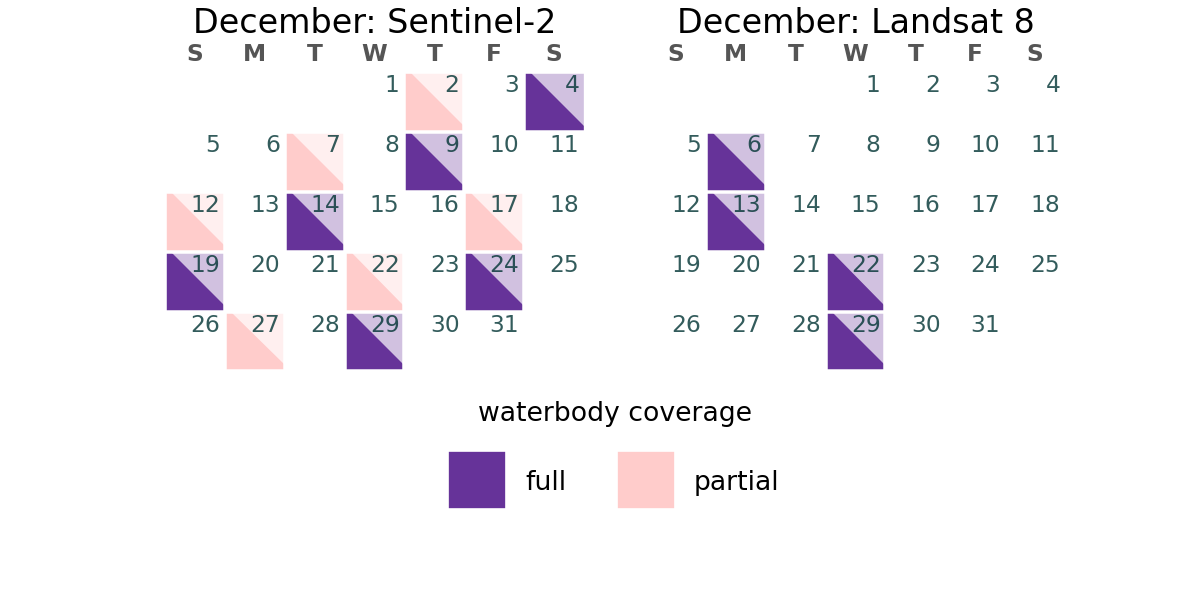 December: Sentinel-2
S M T W T F S
1 2 3 4
5 6 7 8 9 10 11
12 13 14 15 16 17 18
19 20 21 22 23 24 25
26 27 28 29 30 31
December: Landsat 8
S M T W T F S
1 2 3 4
5 6 7 8 9 10 11
12 13 14 15 16 17 18
19 20 21 22 23 24 25
26 27 28 29 30 31
waterbody coverage
full partial